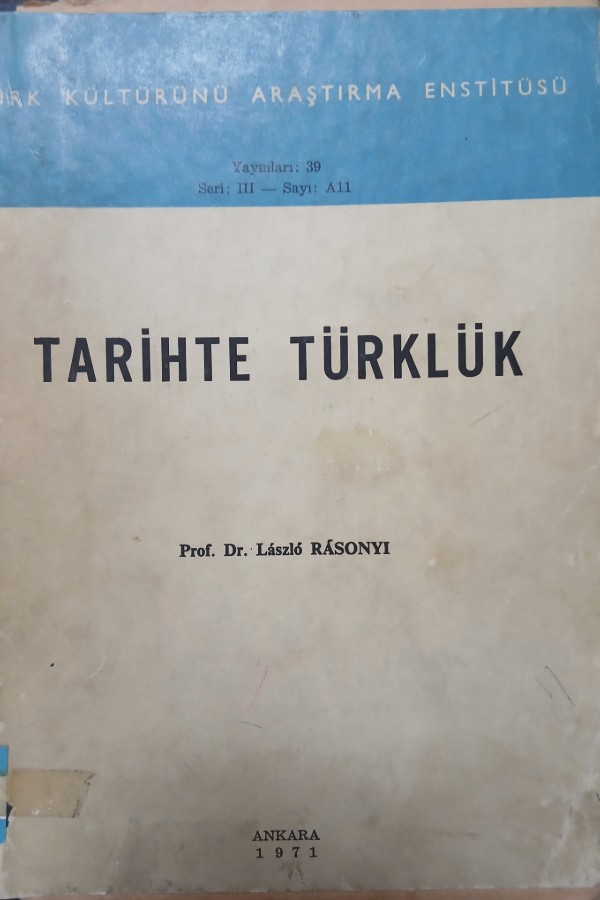 ÜRK KÜLTÜRÜNÜ ARAŞTIRMA ENSTİTÜSÜ
Yayınları: 39
Seri: III — Sayı: A11
TARİHTE TÜRKLÜK
Prof. Dr. László RÁSONYI
ANKARA
1971